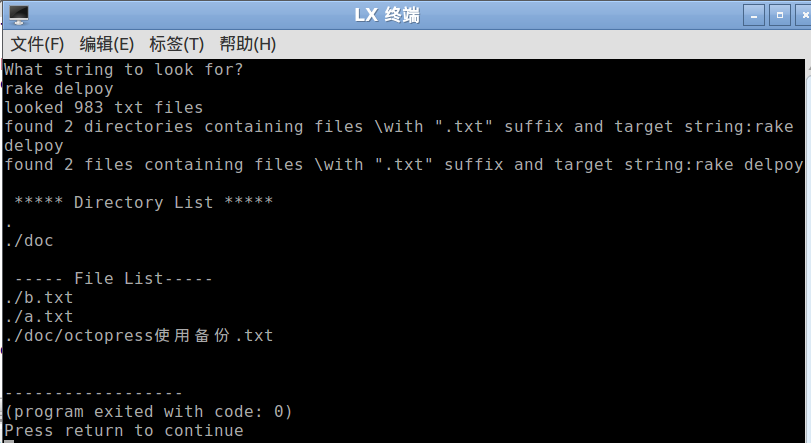 LX 终端
文件(F) 编辑(E) 标签(T) 帮助(H)
What string to look for?
rake delpoy
looked 983 txt files
found 2 directories containing files \with ".txt" suffix and target string:rake
delpoy
found 2 files containing files \with ".txt" suffix and target string:rake delpoy
***** Directory List *****
.
./doc
----- File List-----
./b.txt
./a.txt
./doc/octopress使用备份.txt
------------------
(program exited with code: 0)
Press return to continue